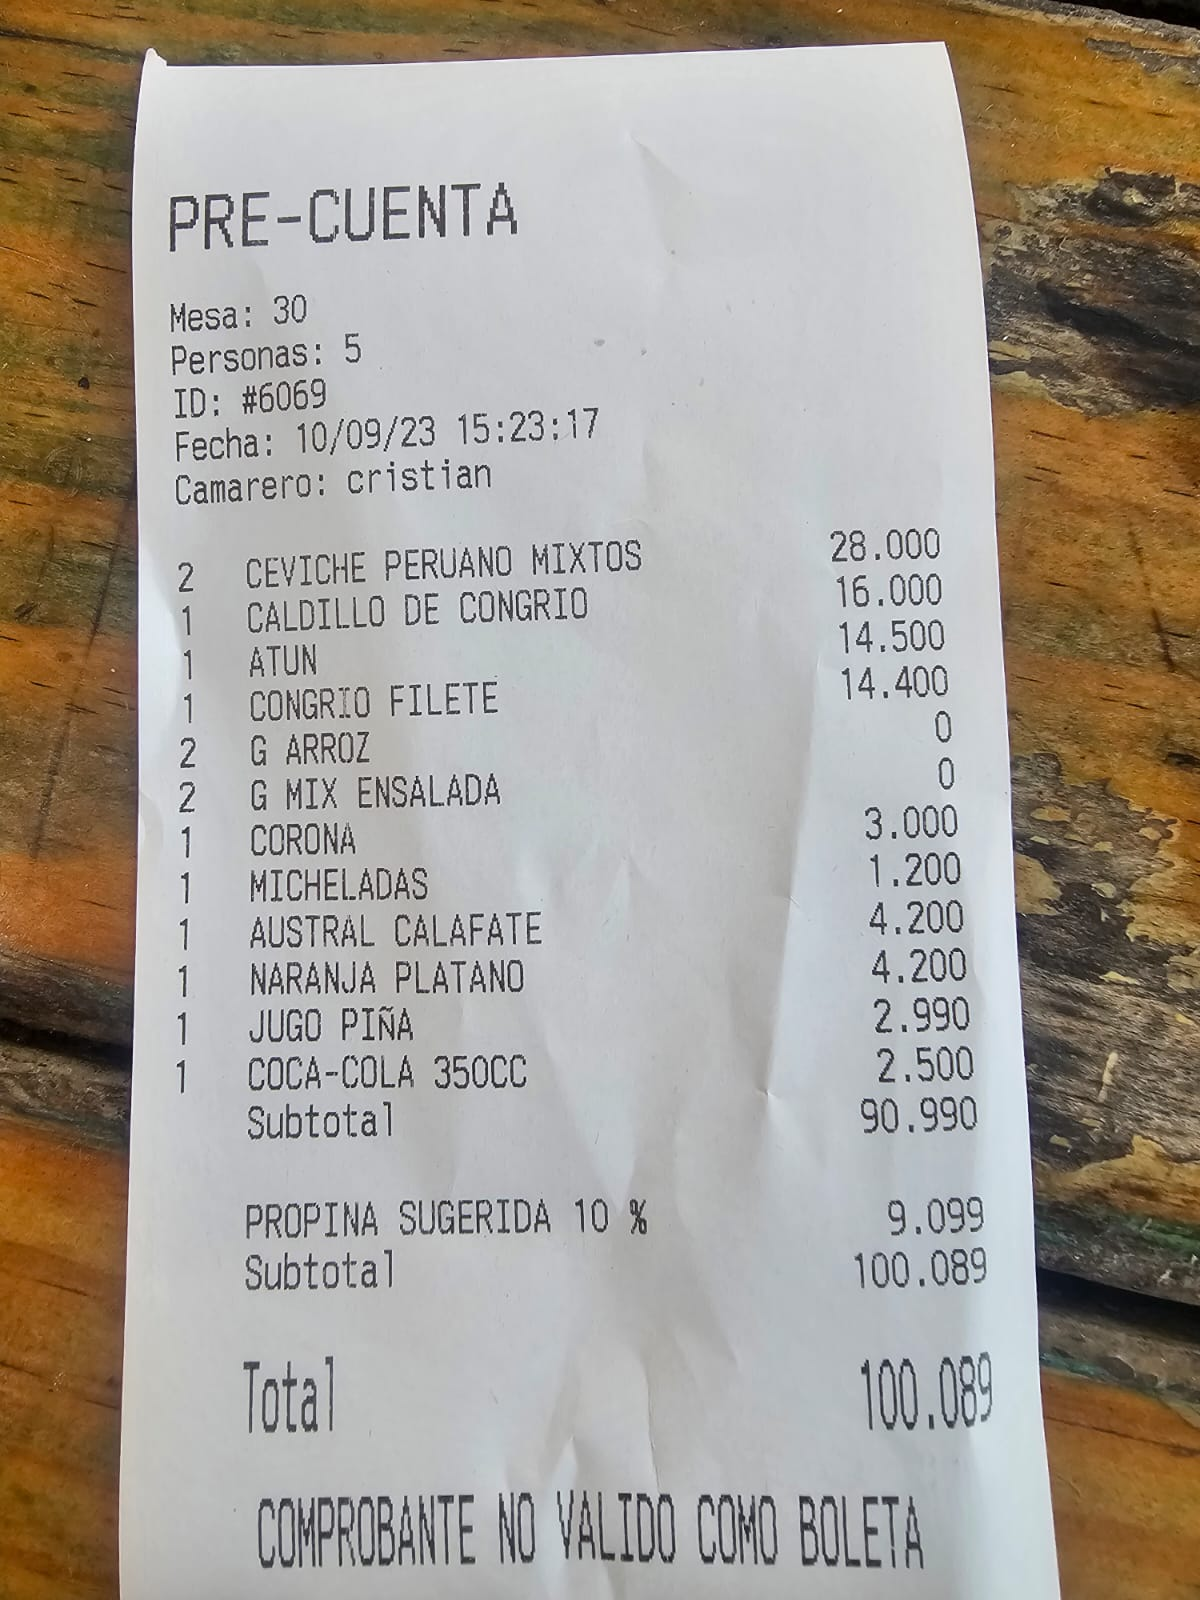 PRE-CUENTA
Mesa: 30
Personas: 5
ID: #6069
Fecha: 10/09/23 15:23:17
Camarero: cristian
2 CEVICHE PERUANO MIXTOS 28.000
1 CALDILLO DE CONGRIO 16.000
1 ATUN 14.500
1 CONGRIO FILETE 14.400
2 G ARROZ 0
2 G MIX ENSALADA 0
1 CORONA 3.000
1 MICHELADAS 1.200
1 AUSTRAL CALAFATE 4.200
1 NARANJA PLATANO 4.200
1 JUGO PIÑA 2.990
1 COCA-COLA 350CC 2.500
Subtotal 90.990
PROPINA SUGERIDA 10 % 9.099
Subtotal 100.089
Total 100.089
COMPROBANTE NO VALIDO COMO BOLETA